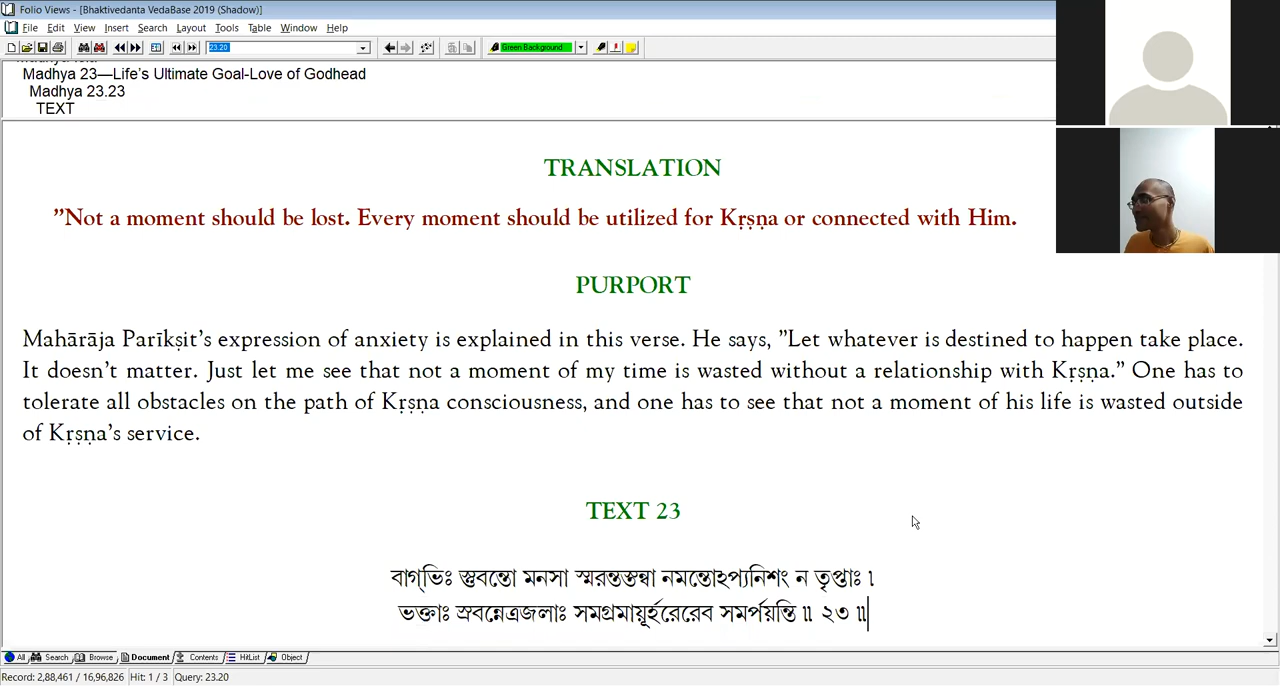 Folio Views - [Bhaktivedanta VedaBase 2019 (Shadow)]
File Edit View Insert Search Layout Tools Table Window Help
23.20 Green Background
Madhya 23—Life's Ultimate Goal-Love of Godhead
Madhya 23.23
TEXT
TRANSLATION
"Not a moment should be lost. Every moment should be utilized for Kṛṣṇa or connected with Him.
PURPORT
Mahārāja Parīkṣit's expression of anxiety is explained in this verse. He says, "Let whatever is destined to happen take place.
It doesn't matter. Just let me see that not a moment of my time is wasted without a relationship with Kṛṣṇa." One has to
tolerate all obstacles on the path of Kṛṣṇa consciousness, and one has to see that not a moment of his life is wasted outside
of Kṛṣṇa's service.
TEXT 23
বাগ্‌ভিঃ স্তুবন্তো মনসা স্মরন্তস্তন্বা নমন্তোঽপ্যনিশং ন তৃপ্তাঃ ৷
ভক্তাঃ স্রবন্নেত্রজলাঃ সমগ্রমায়ূর্হরেরেব সমর্পয়ন্তি ॥ ২৩ ॥
All Search Browse Document Contents HitList Object
Record: 2,88,461 / 16,96,826 Hit: 1 / 3 Query: 23.20